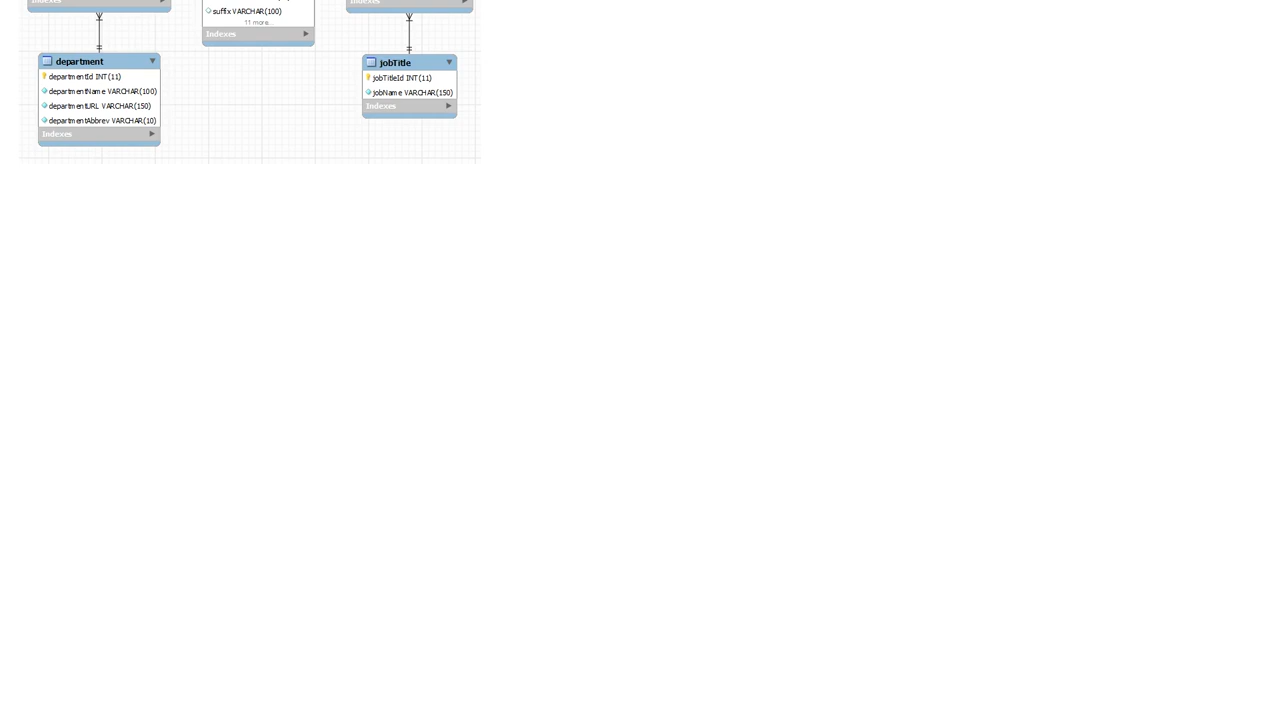 Indexes
Indexes
suffix VARCHAR(100)
11 more...
Indexes
department
departmentId INT(11)
departmentName VARCHAR(100)
departmentURL VARCHAR(150)
departmentAbbrev VARCHAR(10)
Indexes
jobTitle
jobTitleId INT(11)
jobName VARCHAR(150)
Indexes